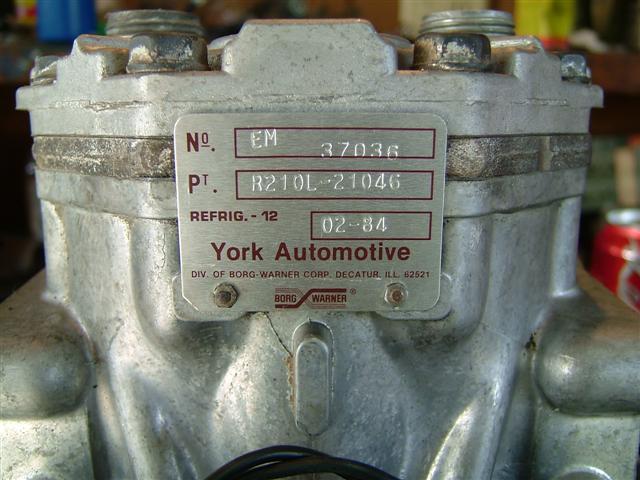 Nº. EM 37036
PT. R210L-21046
REFRIG. - 12 02-84
York Automotive
DIV. OF BORG-WARNER CORP. DECATUR, ILL. 62521
BORG WARNER ®